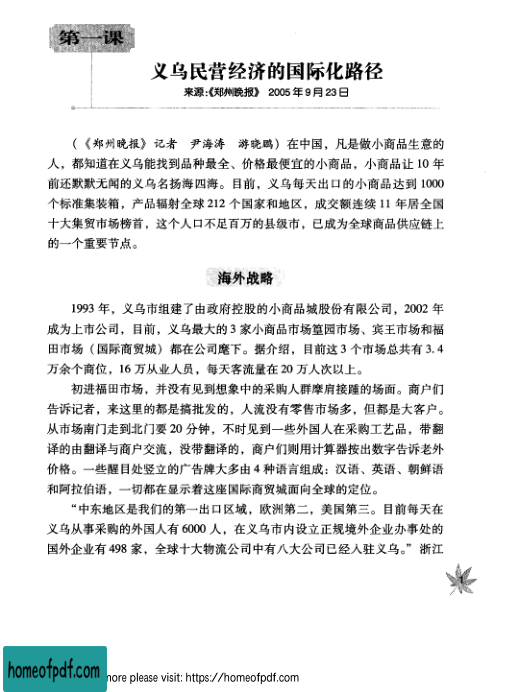 第一课
义乌民营经济的国际化路径
来源:《郑州晚报》 2005年9月23日
（《郑州晚报》记者 尹海涛 游晓鹏）在中国，凡是做小商品生意的
人，都知道在义乌能找到品种最全、价格最便宜的小商品，小商品让10年
前还默默无闻的义乌名扬海四海。目前，义乌每天出口的小商品达到1000
个标准集装箱，产品辐射全球212个国家和地区，成交额连续11年居全国
十大集贸市场榜首，这个人口不足百万的县级市，已成为全球商品供应链上
的一个重要节点。
海外战略
1993年，义乌市组建了由政府控股的小商品城股份有限公司，2002年
成为上市公司，目前，义乌最大的3家小商品市场篁园市场、宾王市场和福
田市场（国际商贸城）都在公司麾下。据介绍，目前这3个市场总共有3.4
万余个商位，16万从业人员，每天客流量在20万人次以上。
初进福田市场，并没有见到想象中的采购人群摩肩接踵的场面。商户们
告诉记者，来这里的都是搞批发的，人流没有零售市场多，但都是大客户。
从市场南门走到北门要20分钟，不时见到一些外国人在采购工艺品，带翻
译的由翻译与商户交流，没带翻译的，商户们则用计算器按出数字告诉老外
价格。一些醒目处竖立的广告牌大多由4种语言组成：汉语、英语、朝鲜语
和阿拉伯语，一切都在显示着这座国际商贸城面向全球的定位。
“中东地区是我们的第一出口区域，欧洲第二，美国第三。目前每天在
义乌从事采购的外国人有6000人，在义乌市内设立正规境外企业办事处的
国外企业有498家，全球十大物流公司中有八大公司已经入驻义乌。”浙江
1
homeofpdf.com
more please visit: https://homeofpdf.com